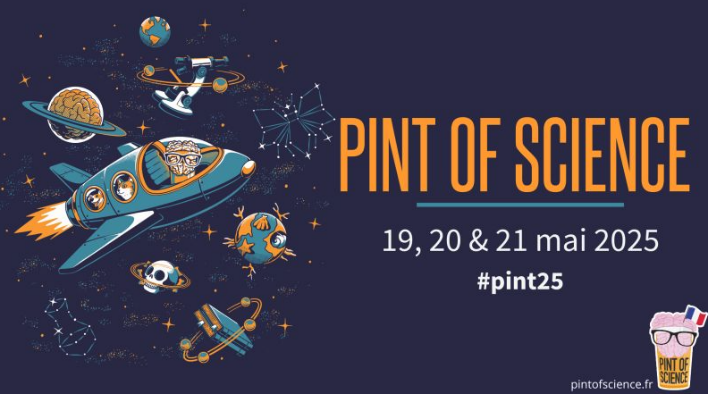 PINT OF SCIENCE
19, 20 & 21 mai 2025
#pint25
PINT OF
SCIENCE
pintofscience.fr